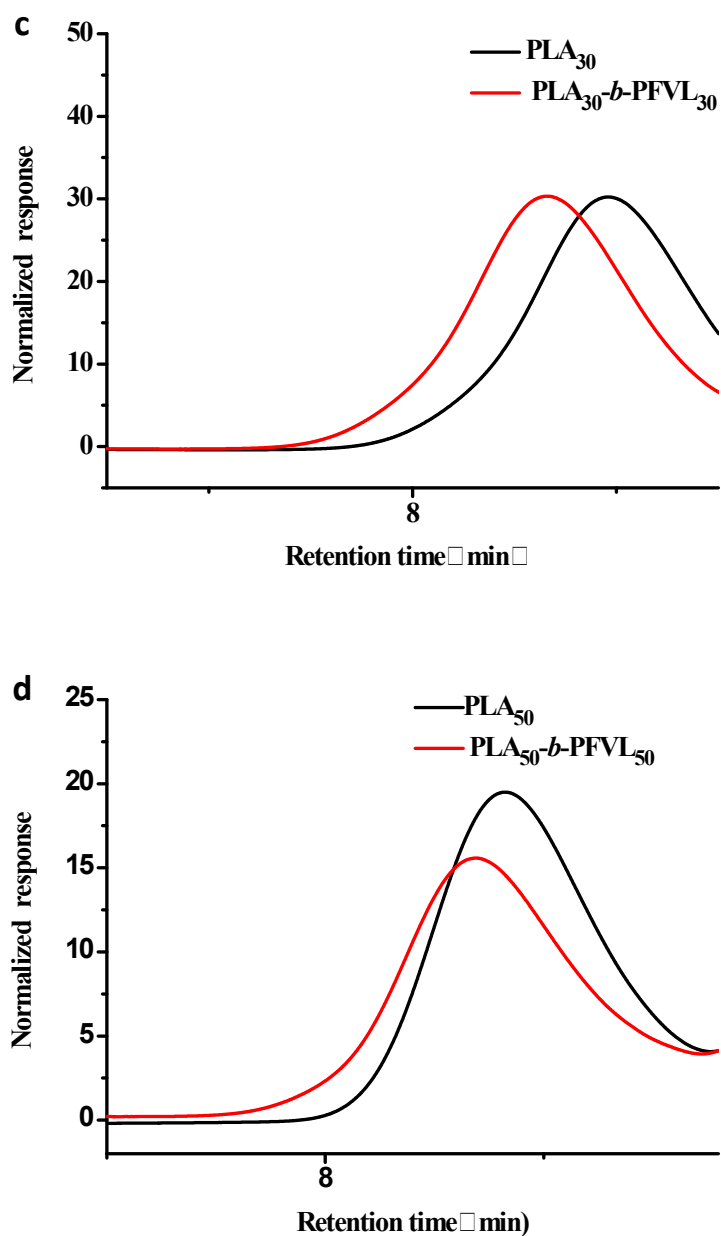 c
50
40
30
20
10
0
PLA30
PLA30-b-PFVL30
Normalized response
8
Retention time□min□
d
25
20
15
10
5
0
PLA50
PLA50-b-PFVL50
Normalized response
8
Retention time□min)